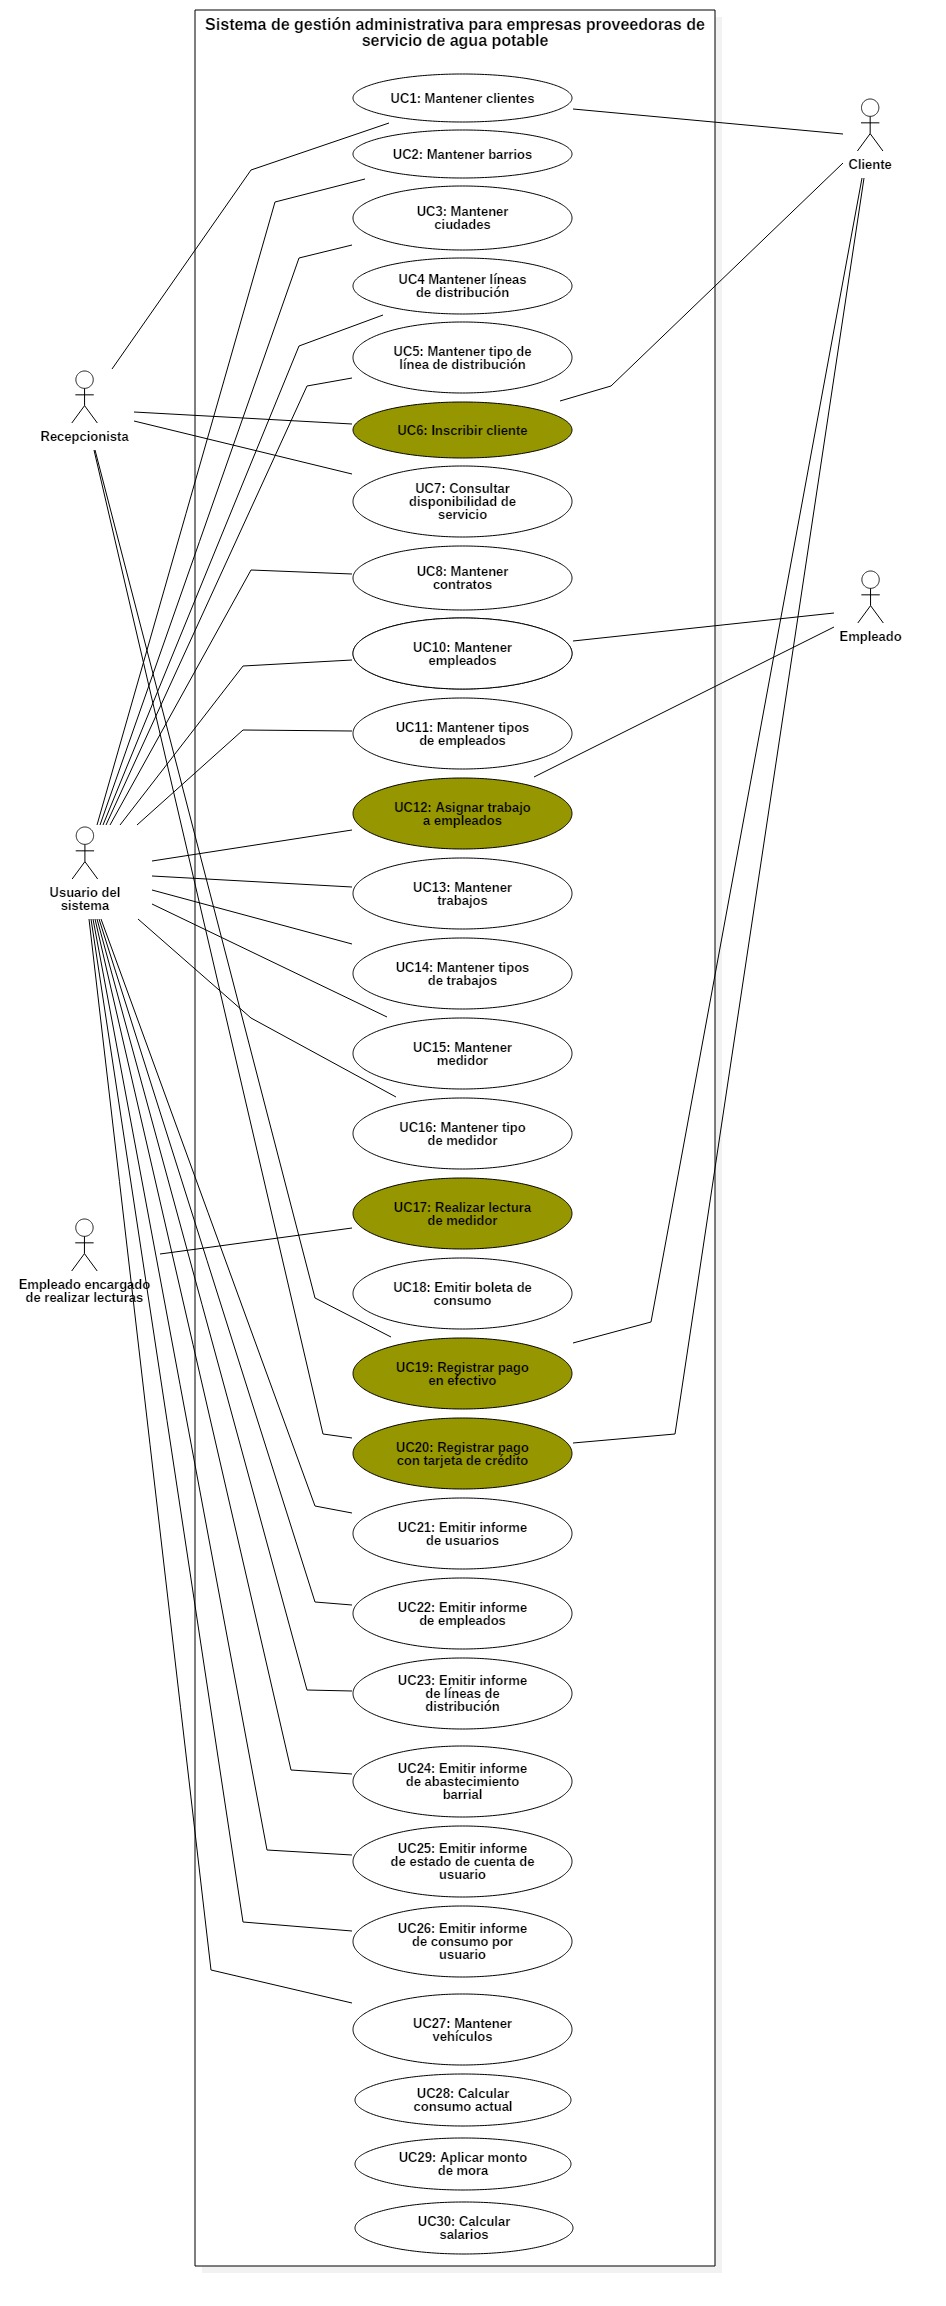 Sistema de gestión administrativa para empresas proveedoras de
servicio de agua potable
UC1: Mantener clientes
Cliente
UC2: Mantener barrios
UC3: Mantener
ciudades
UC4 Mantener líneas
de distribución
UC5: Mantener tipo de
línea de distribución
Recepcionista
UC6: Inscribir cliente
UC7: Consultar
disponibilidad de
servicio
UC8: Mantener
contratos
Empleado
UC10: Mantener
empleados
UC11: Mantener tipos
de empleados
UC12: Asignar trabajo
a empleados
Usuario del
sistema
UC13: Mantener
trabajos
UC14: Mantener tipos
de trabajos
UC15: Mantener
medidor
UC16: Mantener tipo
de medidor
UC17: Realizar lectura
de medidor
Empleado encargado
de realizar lecturas
UC18: Emitir boleta de
consumo
UC19: Registrar pago
en efectivo
UC20: Registrar pago
con tarjeta de crédito
UC21: Emitir informe
de usuarios
UC22: Emitir informe
de empleados
UC23: Emitir informe
de líneas de
distribución
UC24: Emitir informe
de abastecimiento
barrial
UC25: Emitir informe
de estado de cuenta de
usuario
UC26: Emitir informe
de consumo por
usuario
UC27: Mantener
vehículos
UC28: Calcular
consumo actual
UC29: Aplicar monto
de mora
UC30: Calcular
salarios